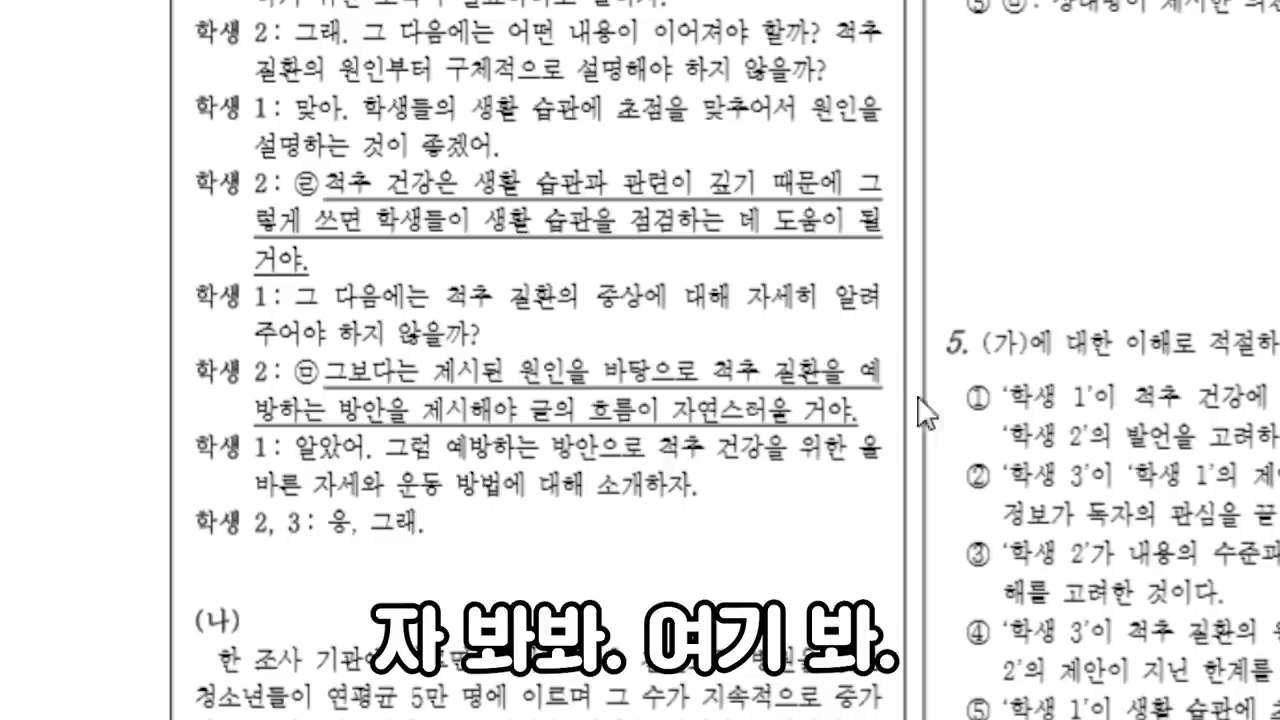 학생 2: 그래. 그 다음에는 어떤 내용이 이어져야 할까? 척추
질환의 원인부터 구체적으로 설명해야 하지 않을까?
학생 1: 맞아. 학생들의 생활 습관에 초점을 맞추어서 원인을
설명하는 것이 좋겠어.
학생 2: ㉣척추 건강은 생활 습관과 관련이 깊기 때문에 그
렇게 쓰면 학생들이 생활 습관을 점검하는 데 도움이 될
거야.
학생 1: 그 다음에는 척추 질환의 증상에 대해 자세히 알려
주어야 하지 않을까?
학생 2: ㉤그보다는 제시된 원인을 바탕으로 척추 질환을 예
방하는 방안을 제시해야 글의 흐름이 자연스러울 거야.
학생 1: 알았어. 그럼 예방하는 방안으로 척추 건강을 위한 올
바른 자세와 운동 방법에 대해 소개하자.
학생 2, 3: 응, 그래.
(나)
한 조사 기관에
청소년들이 연평균 5만 명에 이르며 그 수가 지속적으로 증가
5. (가)에 대한 이해로 적절하
① '학생 1'이 척추 건강에
'학생 2'의 발언을 고려하
② '학생 3'이 '학생 1'의 제
정보가 독자의 관심을 끌
③ '학생 2'가 내용의 수준과
해를 고려한 것이다.
④ '학생 3'이 척추 질환의
2'의 제안이 지닌 한계를
⑤ '학생 1'이 생활 습관에
자 봐봐. 여기 봐.